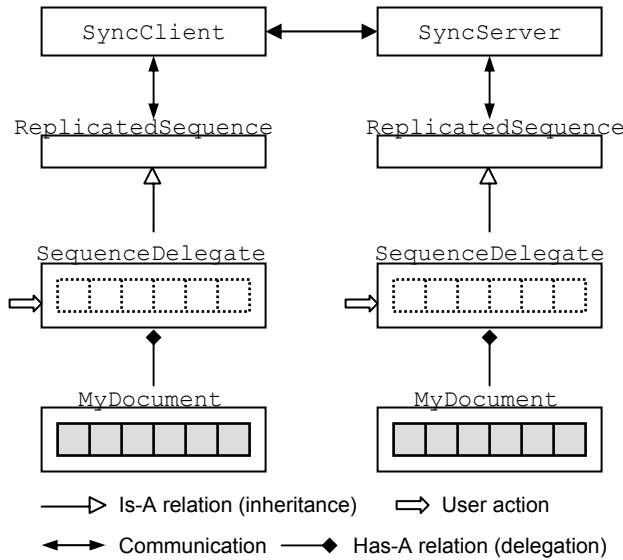 SyncClient SyncServer
ReplicatedSequence ReplicatedSequence
SequenceDelegate SequenceDelegate
MyDocument MyDocument
Is-A relation (inheritance) User action
Communication Has-A relation (delegation)